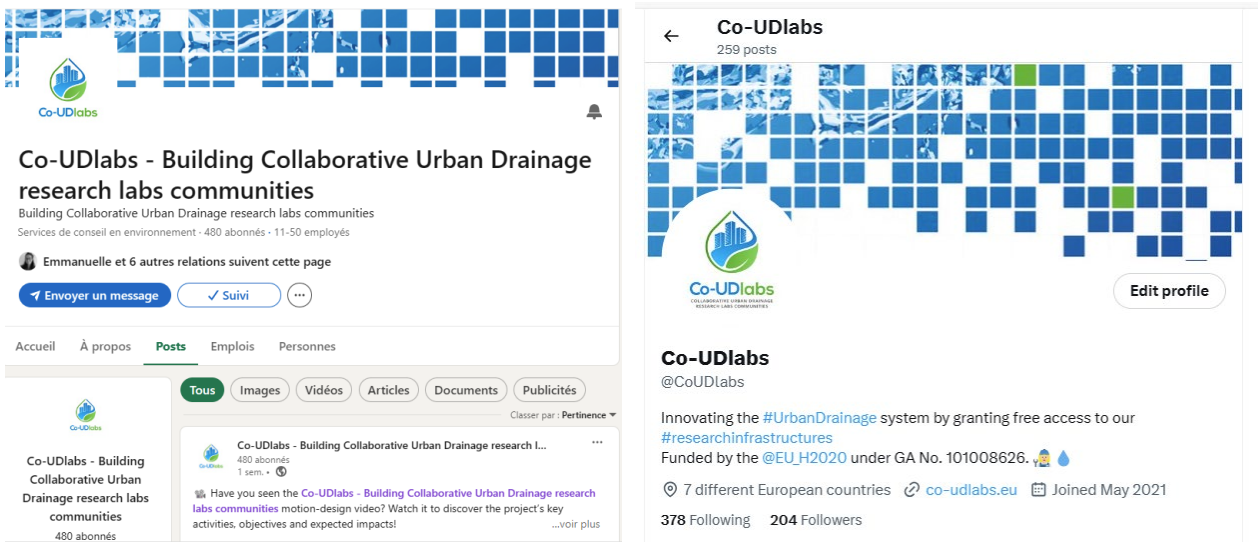 Co-UDlabs
Co-UDlabs - Building Collaborative Urban Drainage
research labs communities
Building Collaborative Urban Drainage research labs communities
Services de conseil en environnement · 480 abonnés · 11-50 employés
Emmanuelle et 6 autres relations suivent cette page
Envoyer un message
Suivi
Accueil À propos Posts Emplois Personnes
Co-UDlabs
Co-UDlabs - Building
Collaborative Urban
Drainage research labs
communities
480 abonnés
Tous Images Vidéos Articles Documents Publicités
Classer par : Pertinence
Co-UDlabs
Co-UDlabs - Building Collaborative Urban Drainage research l...
480 abonnés
1 sem. •
Have you seen the Co-UDlabs - Building Collaborative Urban Drainage research
labs communities motion-design video? Watch it to discover the project's key
activities, objectives and expected impacts!
...voir plus
Co-UDlabs
259 posts
Co-UDlabs
COLLABORATIVE URBAN DRAINAGE
RESEARCH LABS COMMUNITIES
Edit profile
Co-UDlabs
@CoUDlabs
Innovating the #UrbanDrainage system by granting free access to our
#researchinfrastructures
Funded by the @EU_H2020 under GA No. 101008626.
7 different European countries co-udlabs.eu Joined May 2021
378 Following 204 Followers